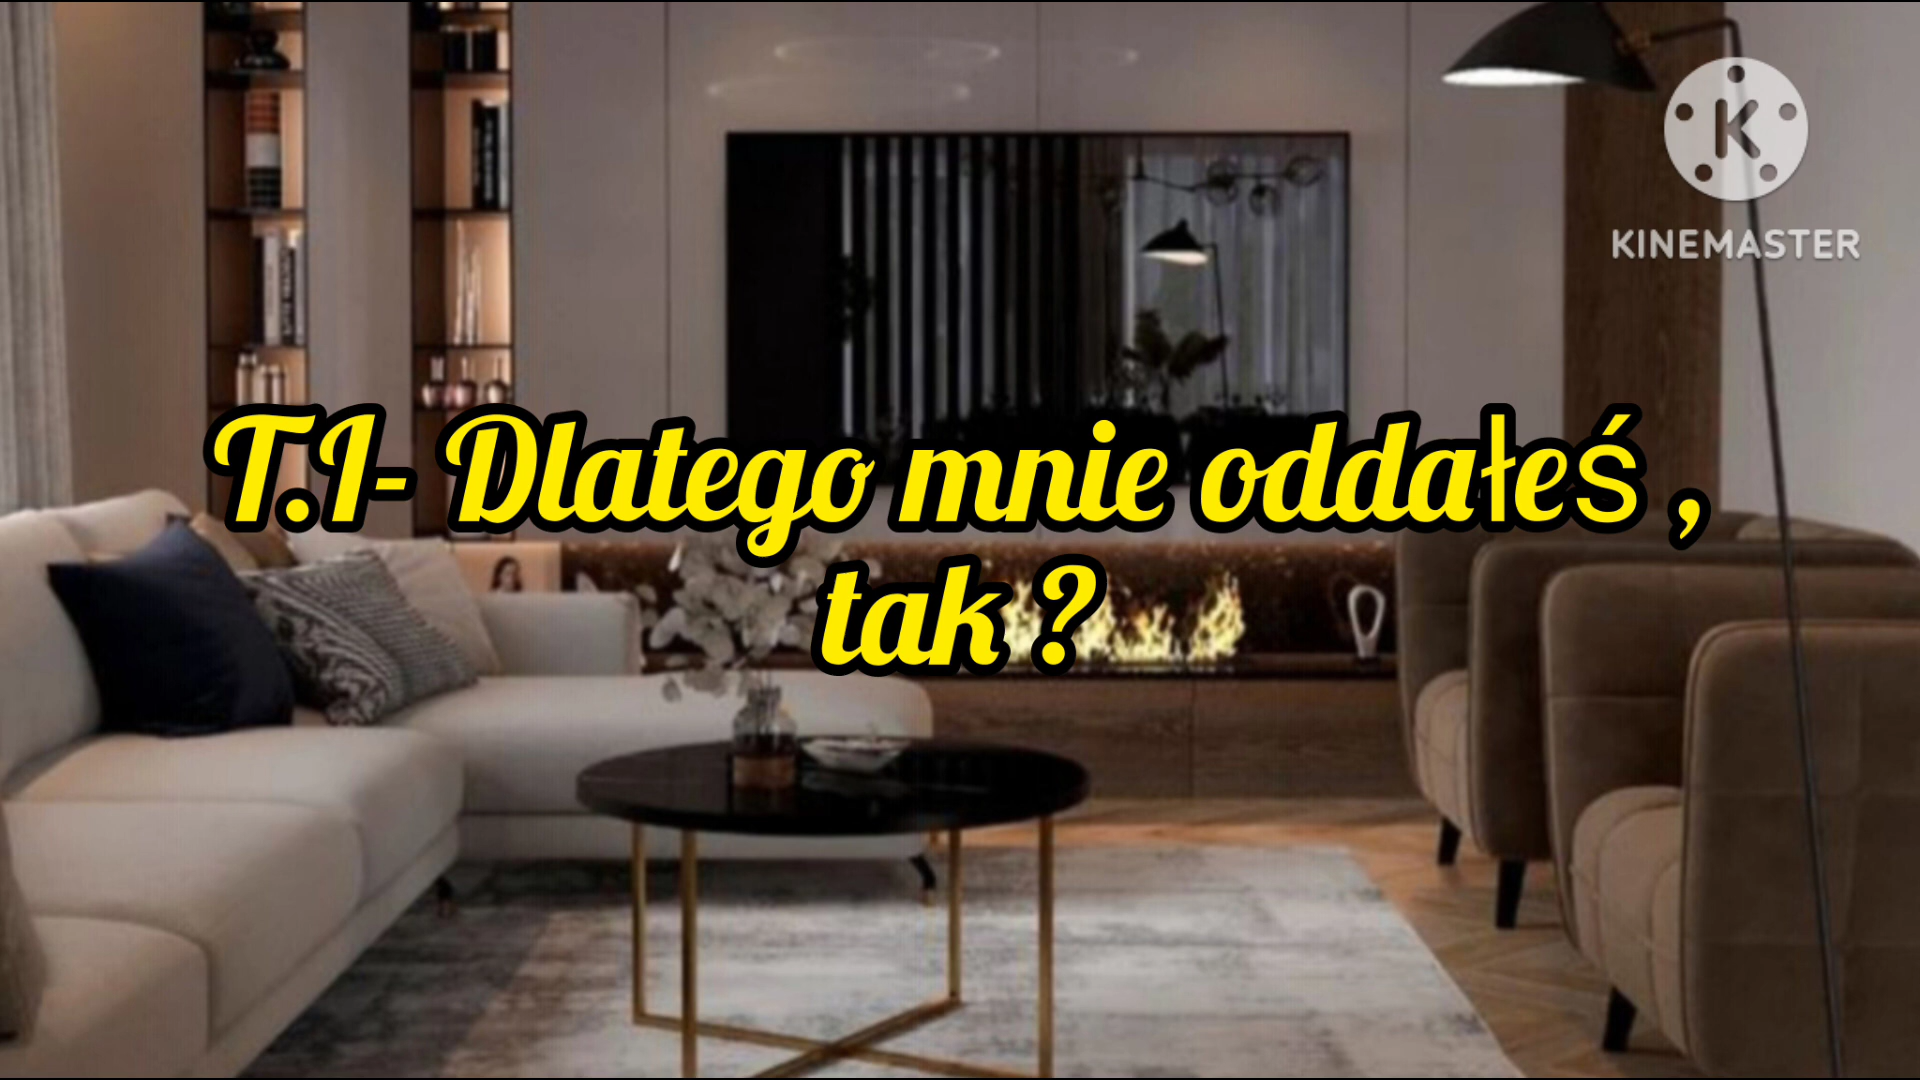 K
KINEMASTER
T.I- Dlatego mnie oddałeś ,
tak ?